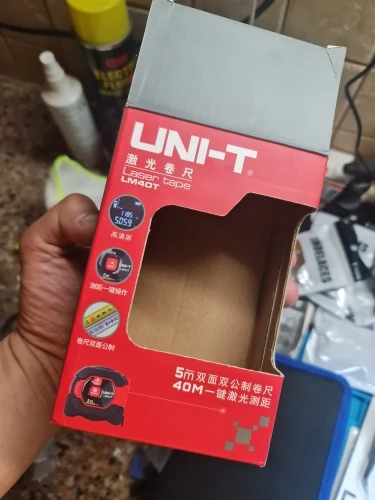 UNI-T
激光卷尺
Laser tape
LM40T
5059
高清屏
测距一键操作
卷尺双面公制
5m双面双公制卷尺
40M一键激光测距